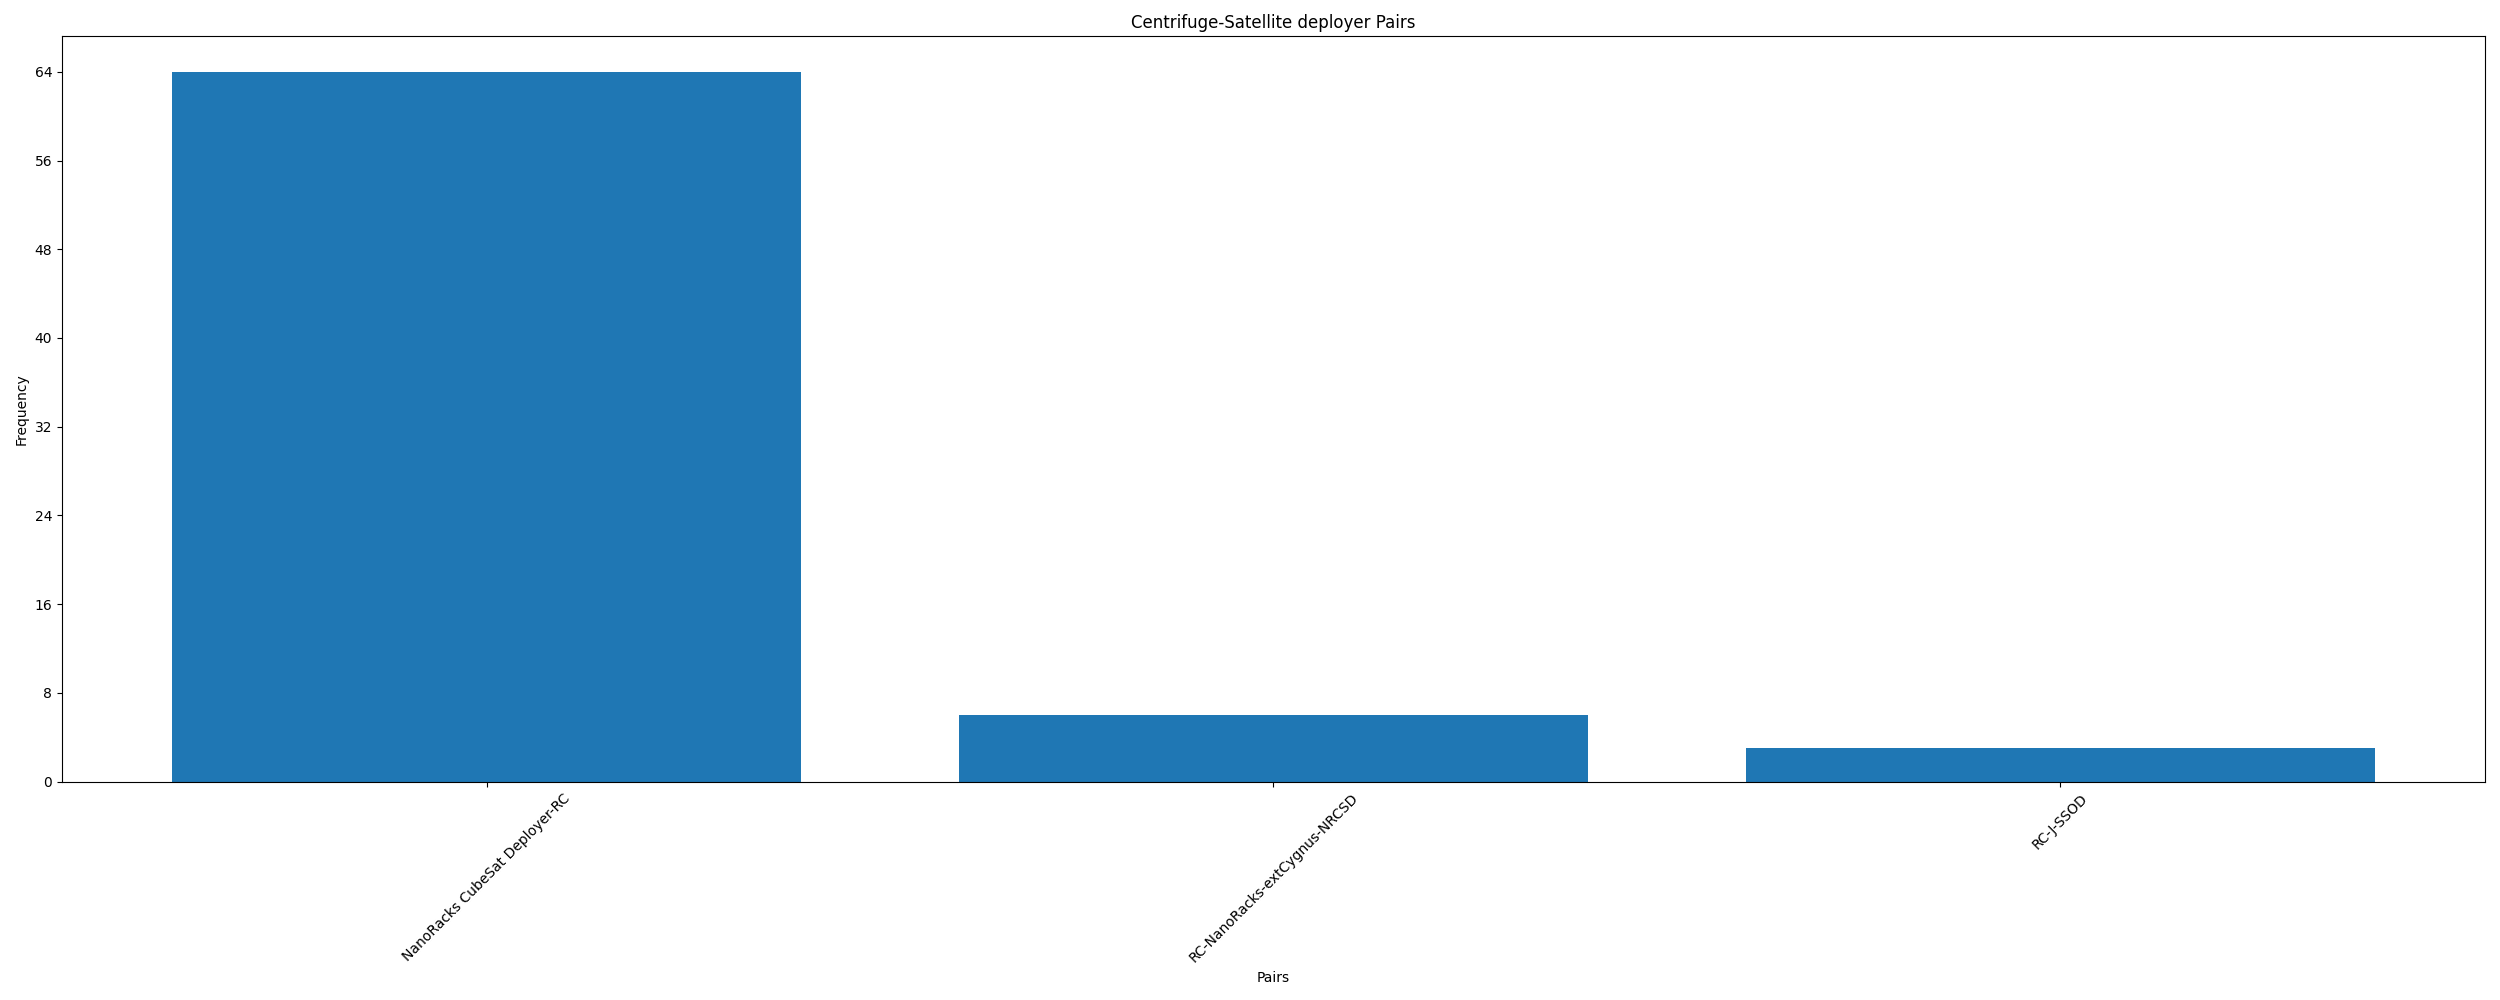 Centrifuge-Satellite deployer Pairs
Frequency
64
56
48
40
32
24
16
8
0
NanoRacks CubeSat Deployer-RC
RC-NanoRacks-extCygnus-NRCSD
RC-J-SSOD
Pairs